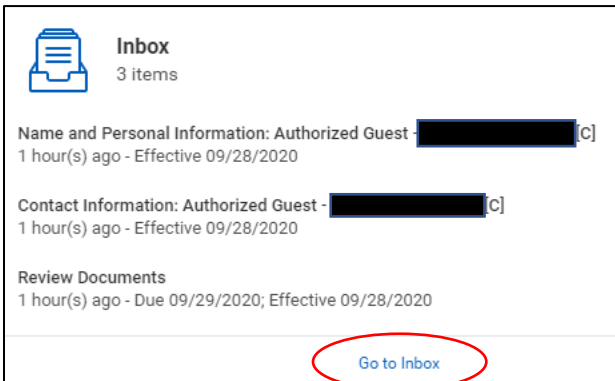 Inbox
3 items
Name and Personal Information: Authorized Guest - [C]
1 hour(s) ago - Effective 09/28/2020
Contact Information: Authorized Guest - [C]
1 hour(s) ago - Effective 09/28/2020
Review Documents
1 hour(s) ago - Due 09/29/2020; Effective 09/28/2020
Go to Inbox